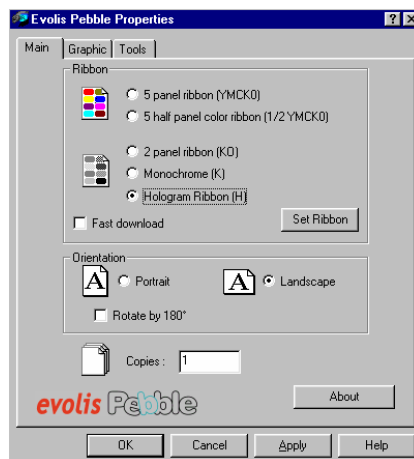 Evolis Pebble Properties
Main Graphic Tools
Ribbon
5 panel ribbon (YMCKO)
5 half panel color ribbon (1/2 YMCKO)
2 panel ribbon (KO)
Monochrome (K)
Hologram Ribbon (H)
Fast download
Set Ribbon
Orientation
A Portrait
A Landscape
Rotate by 180°
Copies : 1
evolis Pebble
About
OK Cancel Apply Help